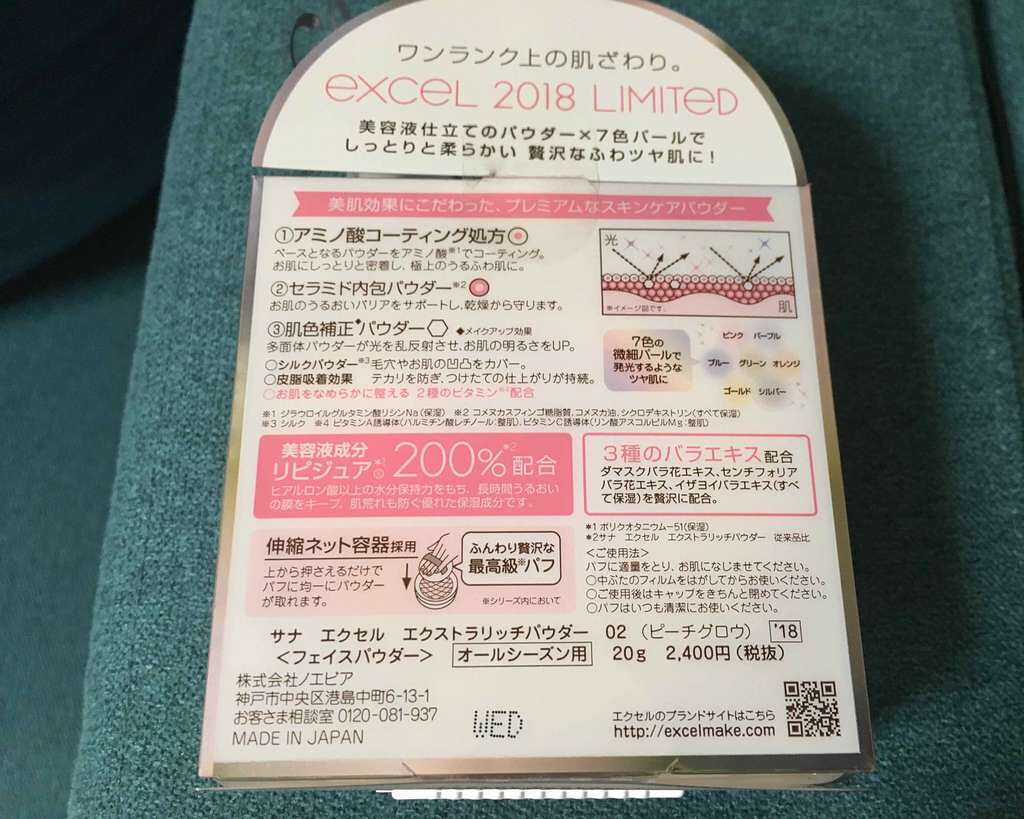 ワンランク上の肌ざわり。
excel 2018 LIMITeD
美容液仕立てのパウダー×7色パールで
しっとりと柔らかい 贅沢なふわツヤ肌に!
美肌効果にこだわった、プレミアムなスキンケアパウダー
①アミノ酸コーティング処方
ベースとなるパウダーをアミノ酸※1でコーティング。
お肌にしっとりと密着し、極上のうるふわ肌に。
②セラミド内包パウダー※2
お肌のうるおいバリアをサポートし、乾燥から守ります。
③肌色補正◆パウダー ◆メイクアップ効果
多面体パウダーが光を乱反射させ、お肌の明るさをUP。
○シルクパウダー※3毛穴やお肌の凹凸をカバー。
○皮脂吸着効果 テカリを防ぎ、つけたての仕上がりが持続。
○お肌をなめらかに整える 2種のビタミン※4配合
光
肌
※イメージ図です。
7色の
微細パールで
発光するような
ツヤ肌に
ピンク パープル
ブルー グリーン オレンジ
ゴールド シルバー
※1 ジラウロイルグルタミン酸リシンNa(保湿) ※2 コメヌカスフィンゴ糖脂質,コメヌカ油,シクロデキストリン(すべて保湿)
※3 シルク ※4 ビタミンA誘導体(パルミチン酸レチノール:整肌)、ビタミンC誘導体(リン酸アスコルビルMg:整肌)
美容液成分
リピジュア※1 200%※2配合
ヒアルロン酸以上の水分保持力をもち、長時間うるおい
の膜をキープ。肌荒れも防ぐ優れた保湿成分です。
3種のバラエキス配合
ダマスクバラ花エキス、センチフォリア
バラ花エキス、イザヨイバラエキス(すべ
て保湿)を贅沢に配合。
伸縮ネット容器採用
上から押さえるだけで
パフに均一にパウダー
が取れます。
ふんわり贅沢な
最高級※パフ
※シリーズ内において
*1 ポリクオタニウム-51(保湿)
*2サナ エクセル エクストラリッチパウダー 従来品比
<ご使用法>
パフに適量をとり、お肌になじませてください。
○中ぶたのフィルムをはがしてからお使いください。
○ご使用後はキャップをきちんと閉めてください。
○パフはいつも清潔にお使いください。
サナ エクセル エクストラリッチパウダー 02 (ピーチグロウ) '18
<フェイスパウダー> オールシーズン用 20g 2,400円(税抜)
株式会社ノエビア
神戸市中央区港島中町6-13-1
お客さま相談室 0120-081-937
MADE IN JAPAN
WED
エクセルのブランドサイトはこちら
http://excelmake.com